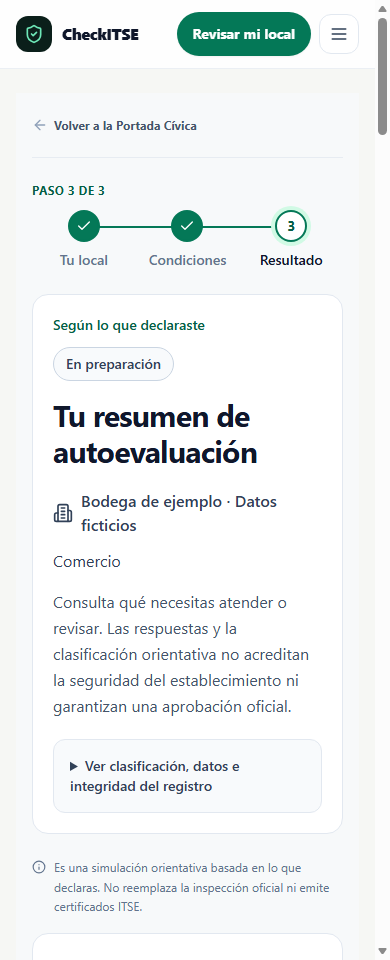 CheckITSE
Revisar mi local
Volver a la Portada Cívica
PASO 3 DE 3
3
Tu local
Condiciones
Resultado
Según lo que declaraste
En preparación
Tu resumen de
autoevaluación
Bodega de ejemplo · Datos
ficticios
Comercio
Consulta qué necesitas atender o
revisar. Las respuestas y la
clasificación orientativa no acreditan
la seguridad del establecimiento ni
garantizan una aprobación oficial.
Ver clasificación, datos e
integridad del registro
Es una simulación orientativa basada en lo que
declaras. No reemplaza la inspección oficial ni emite
certificados ITSE.